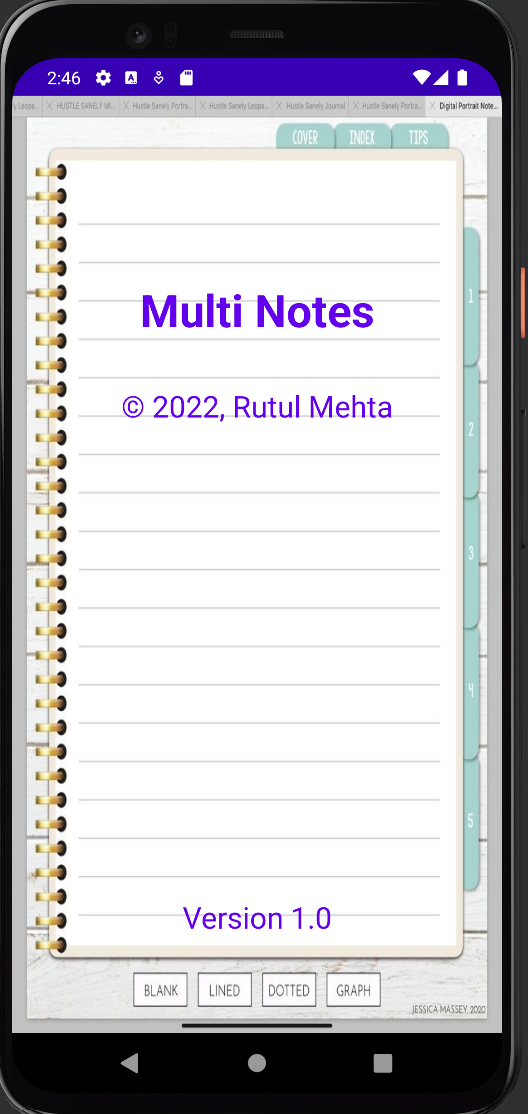 2:46
y Leopa... HUSTLE SANELY MI... Hustle Sanely Portra... Hustle Sanely Leopa... Hustle Sanely Journal Hustle Sanely Portra... Digital Portrait Note...
COVER INDEX TIPS
1
Multi Notes
© 2022, Rutul Mehta
2
3
4
5
Version 1.0
BLANK LINED DOTTED GRAPH
JESSICA MASSEY, 2020